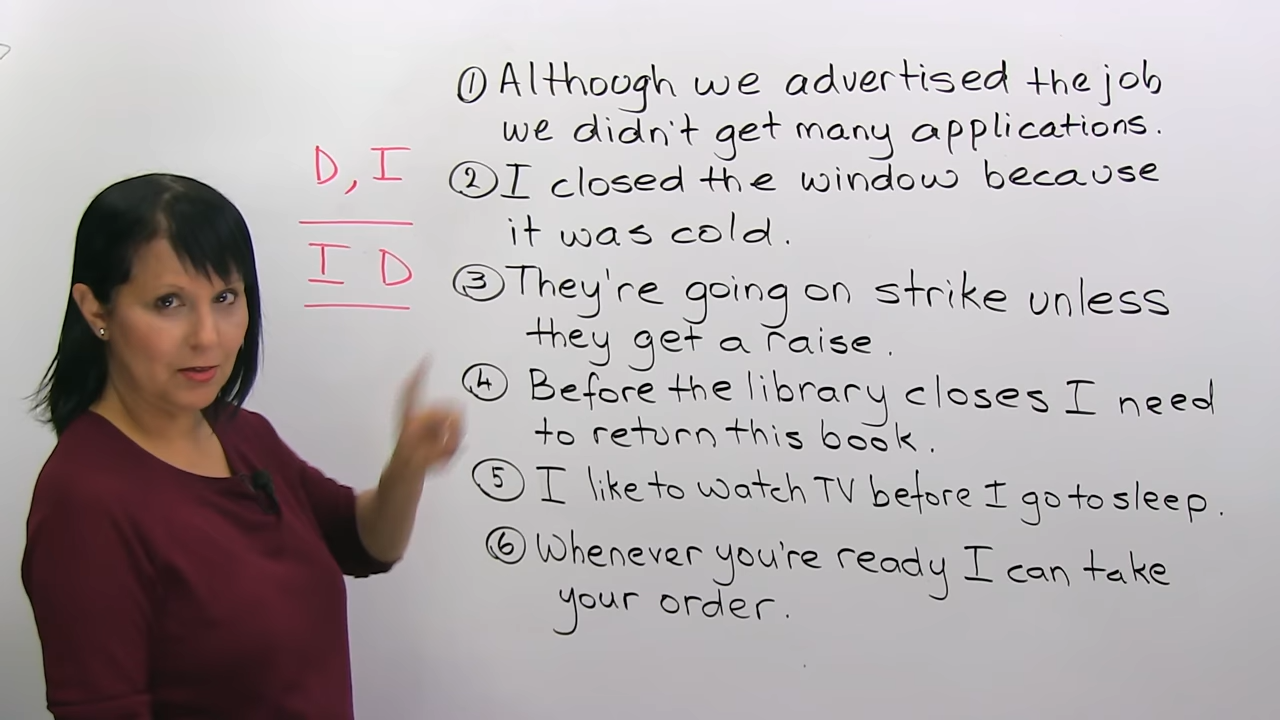 D, I
I D
① Although we advertised the job
we didn't get many applications.
② I closed the window because
it was cold.
③ They're going on strike unless
they get a raise.
④ Before the library closes I need
to return this book.
⑤ I like to watch TV before I go to sleep.
⑥ Whenever you're ready I can take
your order.